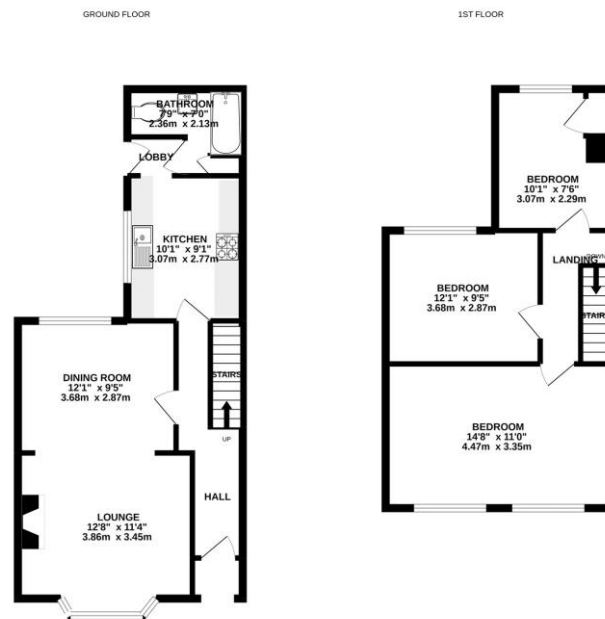 GROUND FLOOR
BATHROOM
7'9" x 7'0"
2.36m x 2.13m
LOBBY
KITCHEN
10'1" x 9'1"
3.07m x 2.77m
DINING ROOM
12'1" x 9'5"
3.68m x 2.87m
STAIRS
UP
HALL
LOUNGE
12'8" x 11'4"
3.86m x 3.45m
1ST FLOOR
BEDROOM
10'1" x 7'6"
3.07m x 2.29m
LANDING
DOWN
BEDROOM
12'1" x 9'5"
3.68m x 2.87m
STAIRS
BEDROOM
14'8" x 11'0"
4.47m x 3.35m